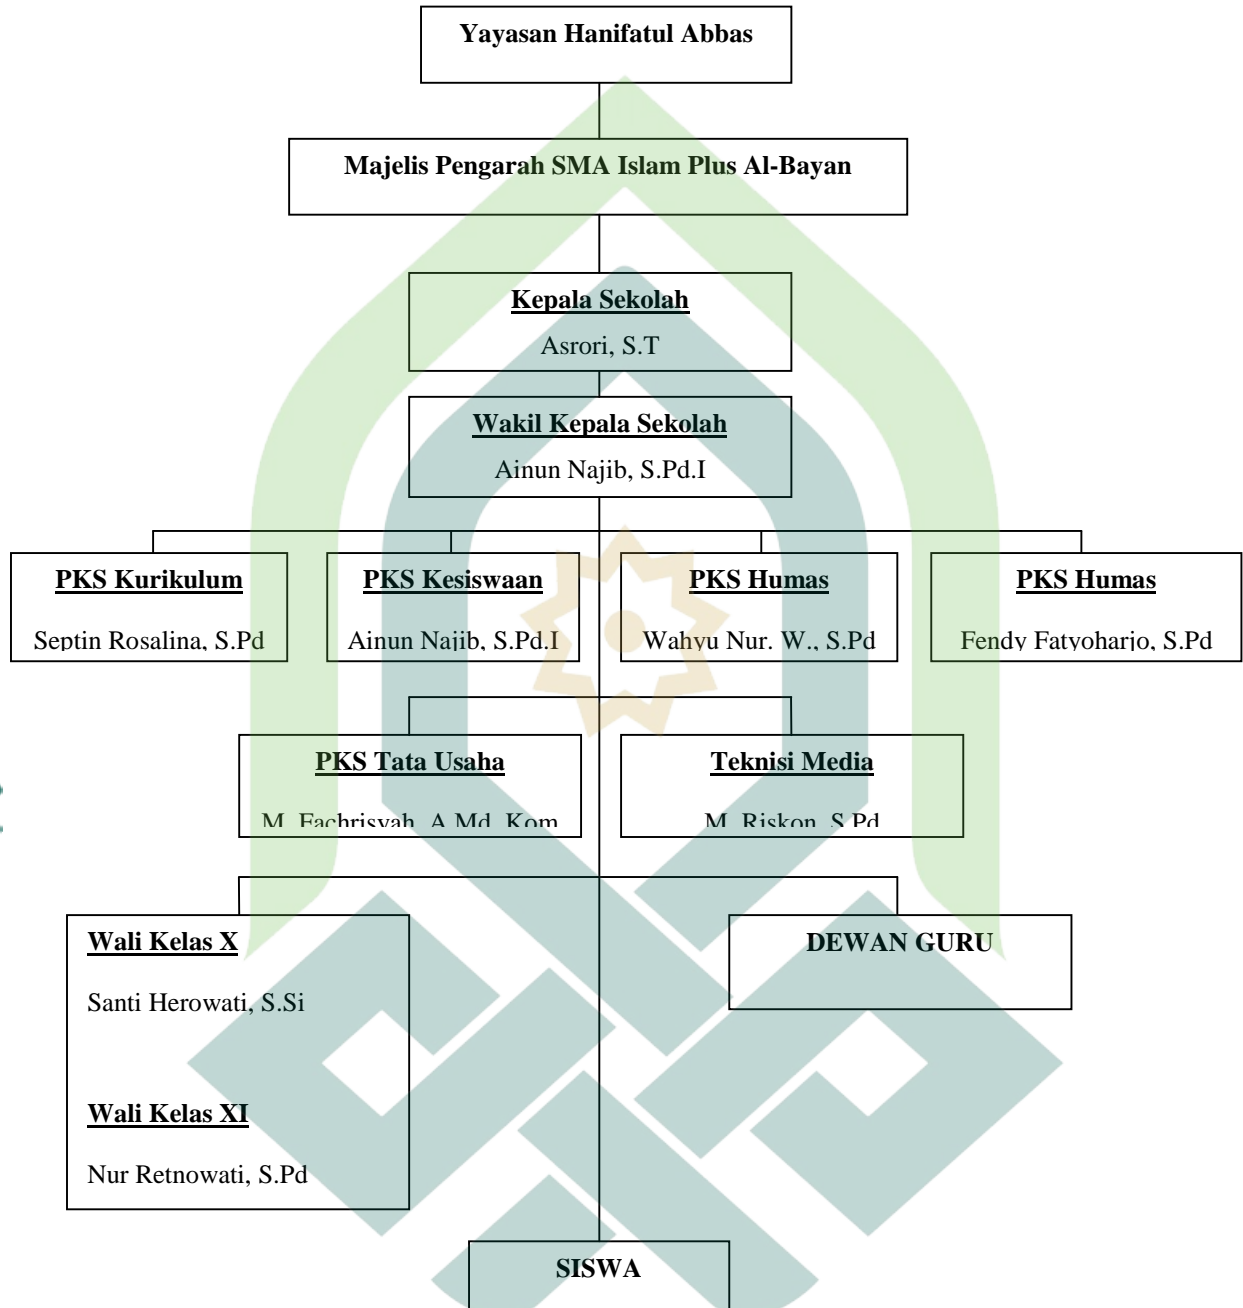 Yayasan Hanifatul Abbas
Majelis Pengarah SMA Islam Plus Al-Bayan
Kepala Sekolah
Asrori, S.T
Wakil Kepala Sekolah
Ainun Najib, S.Pd.I
PKS Kurikulum
Septin Rosalina, S.Pd
PKS Kesiswaan
Ainun Najib, S.Pd.I
PKS Humas
Wahyu Nur. W., S.Pd
PKS Humas
Fendy Fatyoharjo, S.Pd
PKS Tata Usaha
M. Fachrisyah, A.Md. Kom
Teknisi Media
M. Riskon, S.Pd
Wali Kelas X
Santi Herowati, S.Si
Wali Kelas XI
Nur Retnowati, S.Pd
DEWAN GURU
SISWA